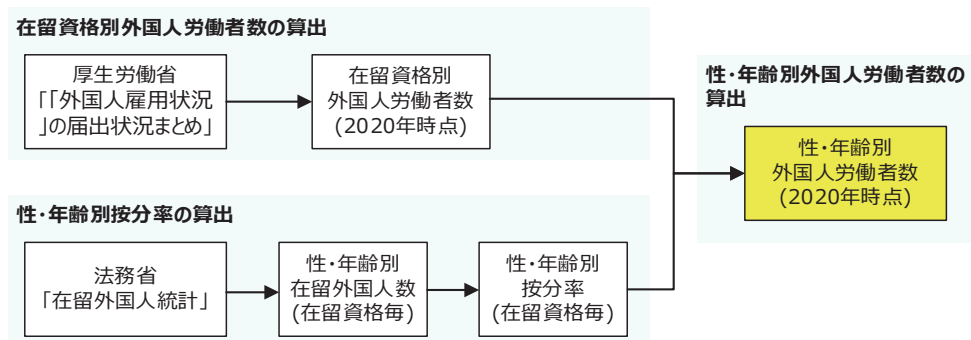 在留資格別外国人労働者数の算出
厚生労働省
「「外国人雇用状況
」の届出状況まとめ」
在留資格別
外国人労働者数
(2020年時点)
性・年齢別按分率の算出
法務省
「在留外国人統計」
性・年齢別
在留外国人数
(在留資格毎)
性・年齢別
按分率
(在留資格毎)
性・年齢別外国人労働者数の
算出
性・年齢別
外国人労働者数
(2020年時点)